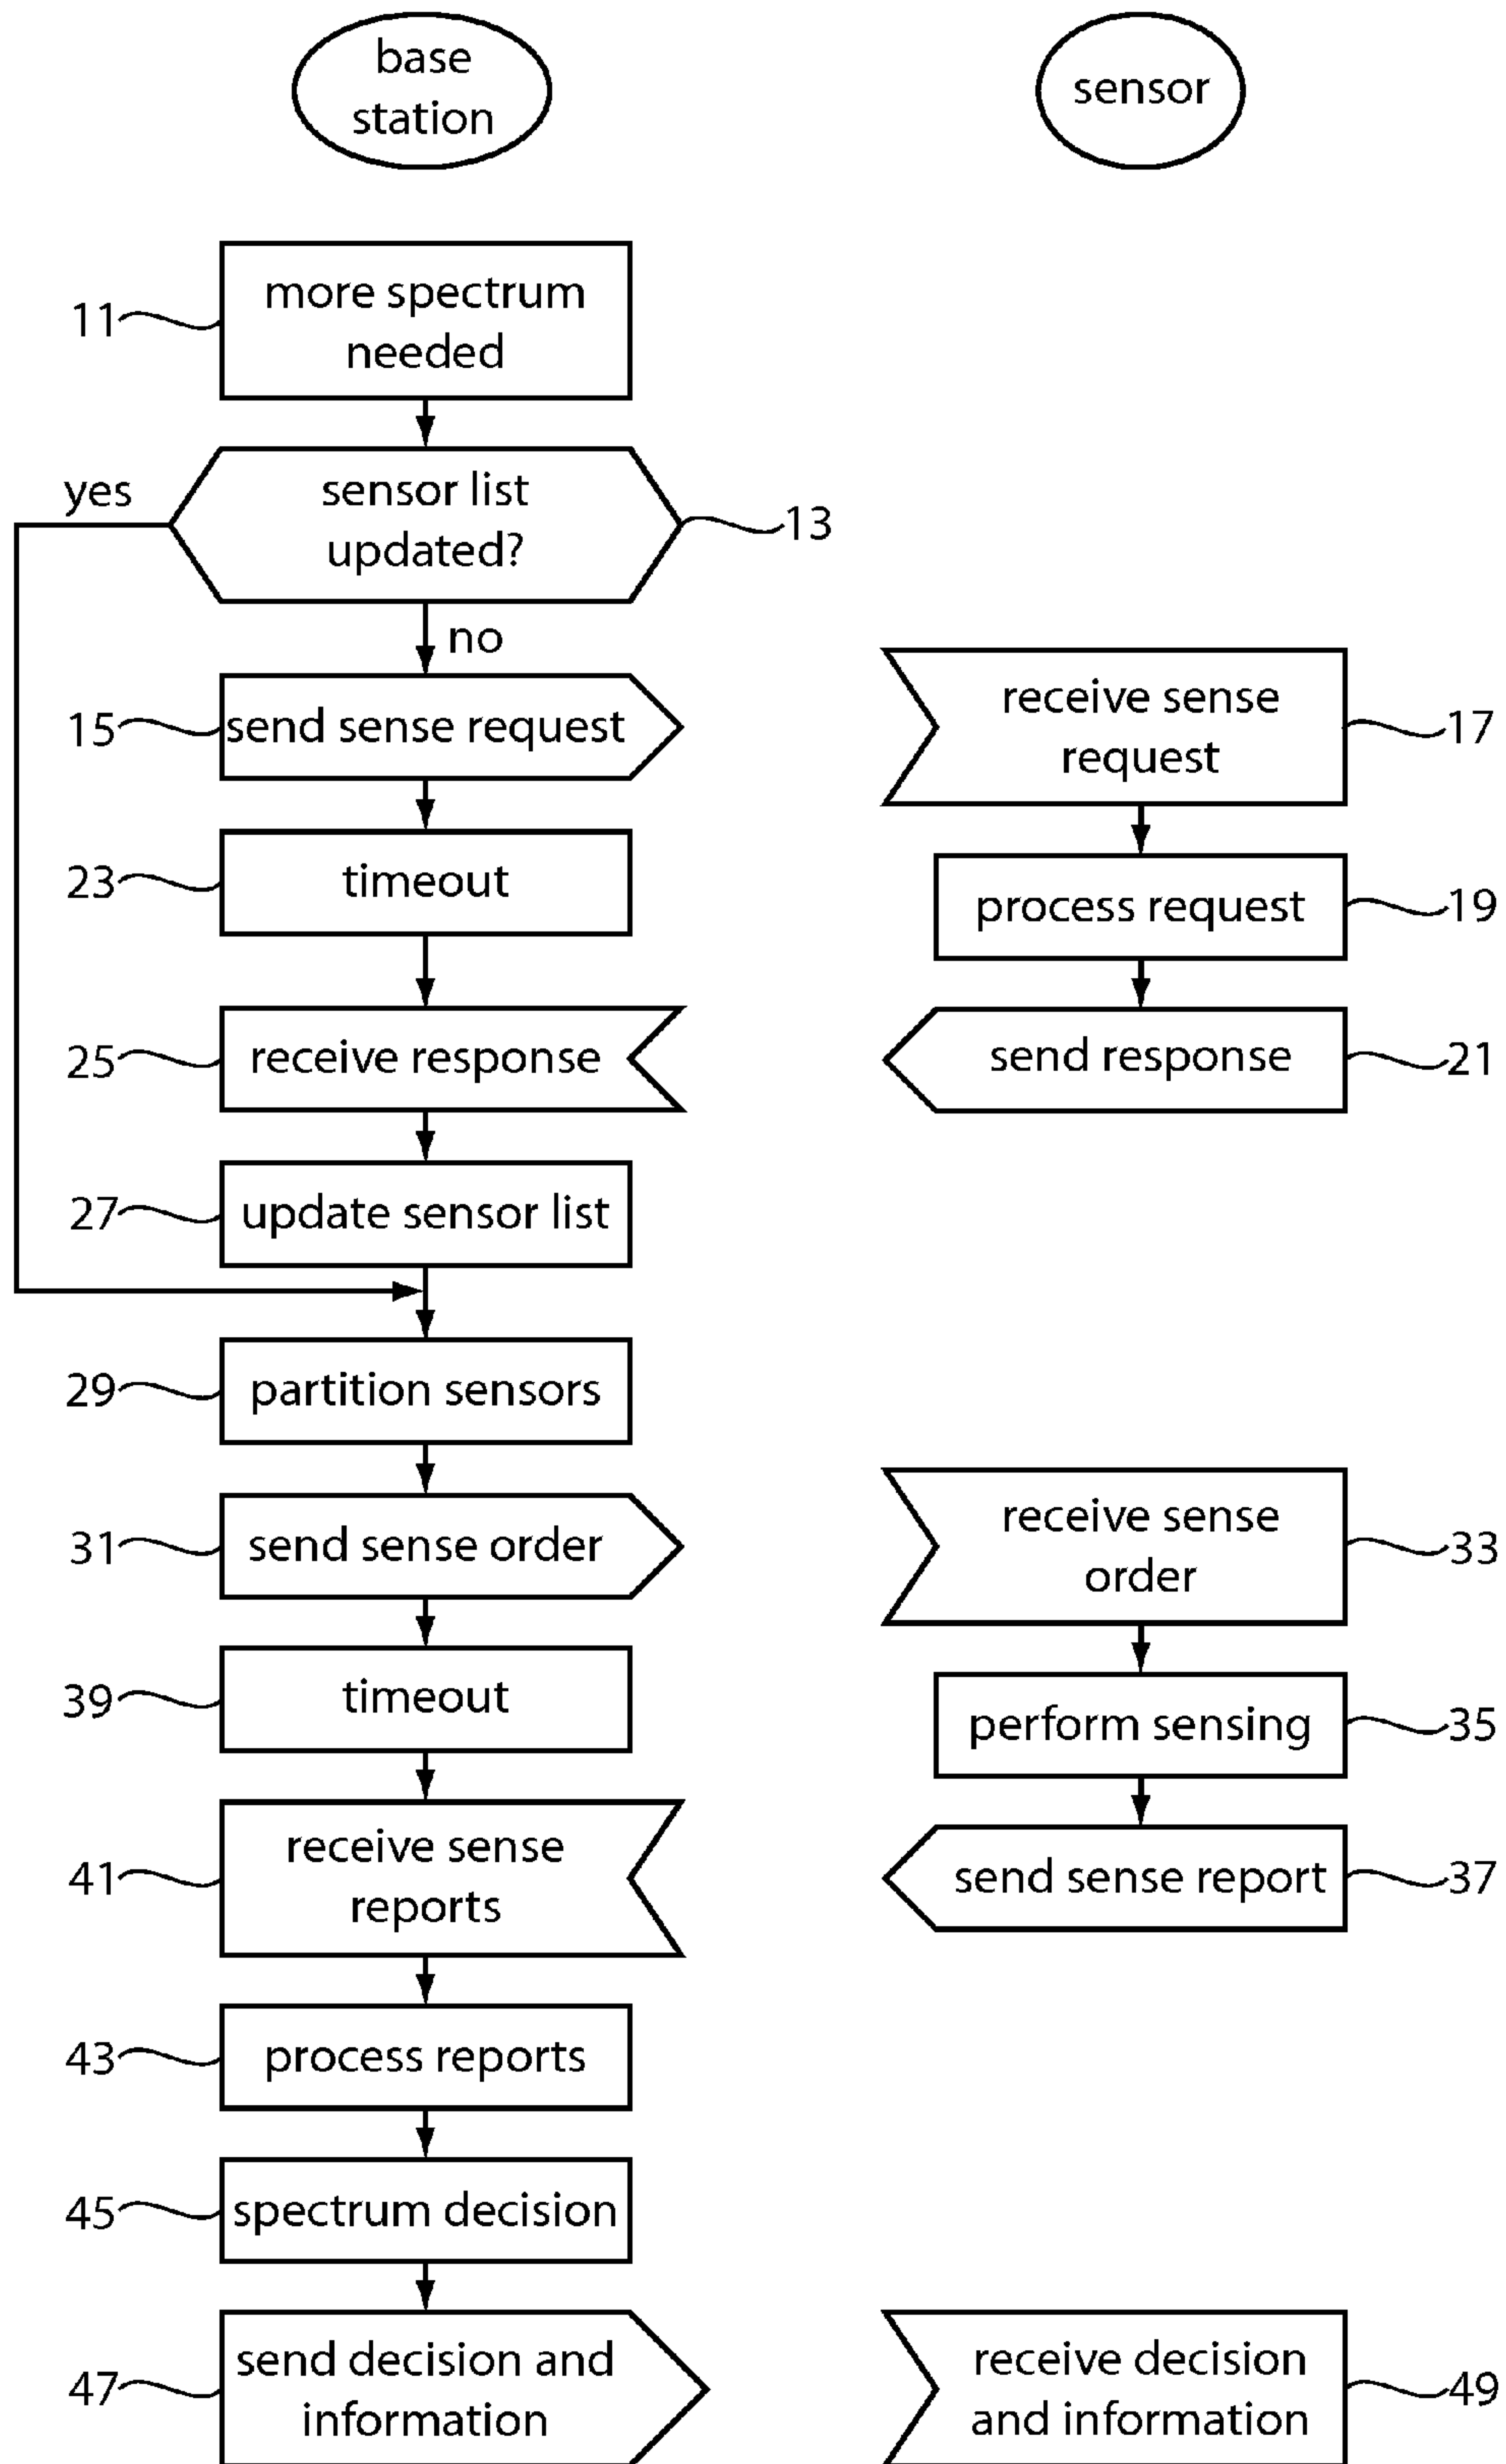 base
station
sensor
11
more spectrum
needed
yes
sensor list
updated?
13
no
15
send sense request
receive sense
request
17
23
timeout
process request
19
25
receive response
send response
21
27
update sensor list
29
partition sensors
31
send sense order
receive sense
order
33
39
timeout
perform sensing
35
41
receive sense
reports
send sense report
37
43
process reports
45
spectrum decision
47
send decision and
information
receive decision
and information
49